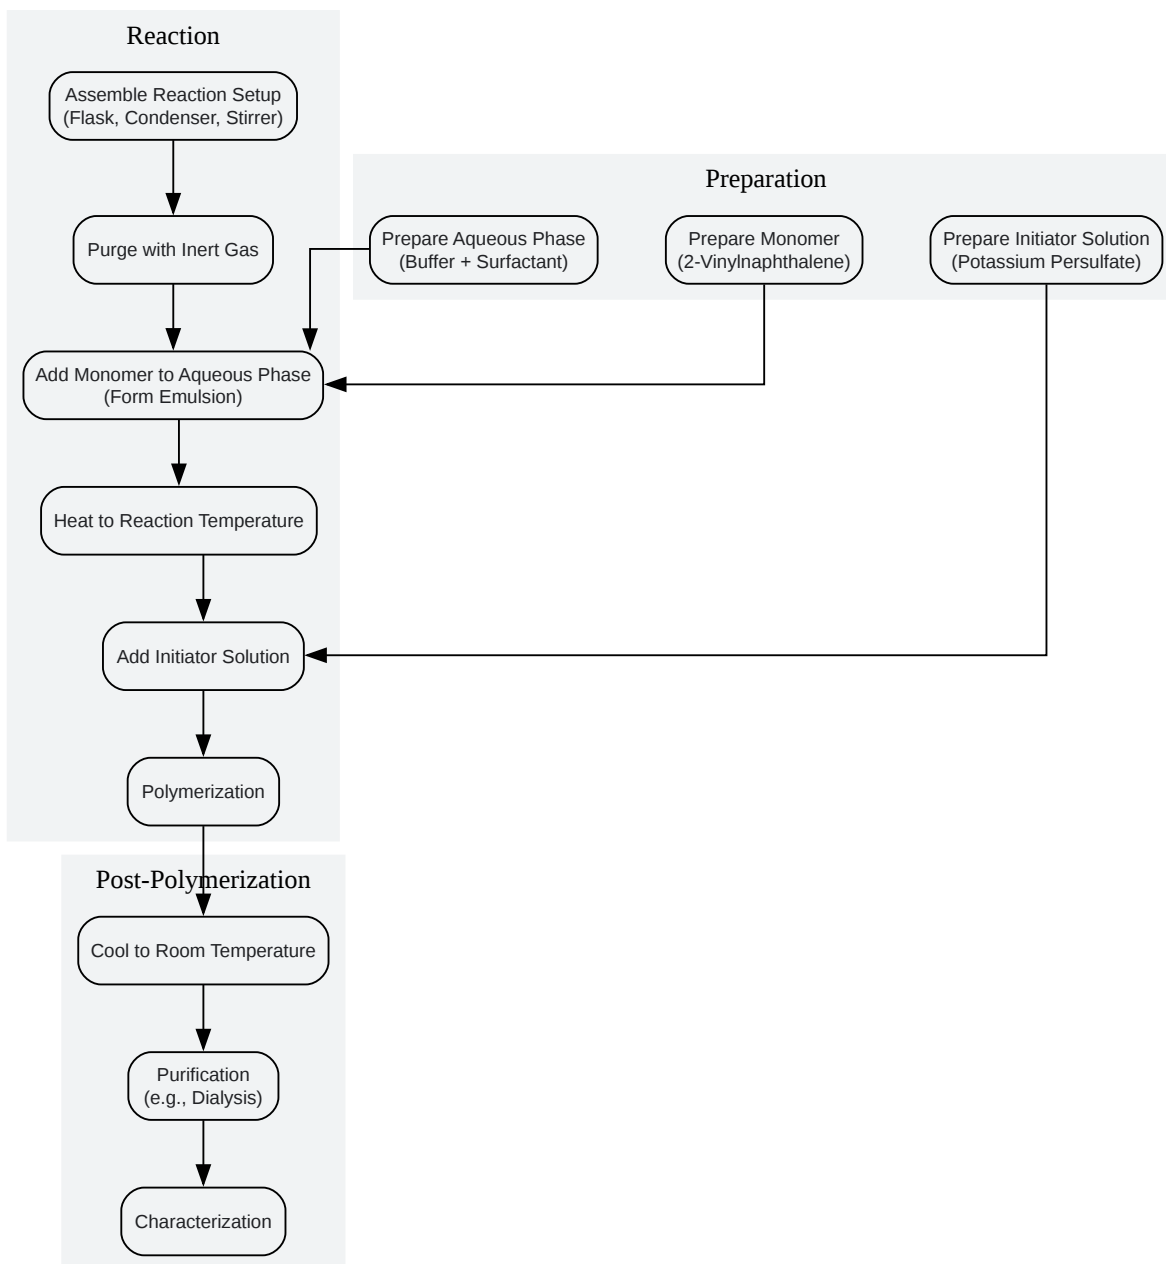 Reaction
Assemble Reaction Setup
(Flask, Condenser, Stirrer)
Purge with Inert Gas
Preparation
Prepare Aqueous Phase
(Buffer + Surfactant)
Prepare Monomer
(2-Vinylnaphthalene)
Prepare Initiator Solution
(Potassium Persulfate)
Add Monomer to Aqueous Phase
(Form Emulsion)
Heat to Reaction Temperature
Add Initiator Solution
Polymerization
Post-Polymerization
Cool to Room Temperature
Purification
(e.g., Dialysis)
Characterization